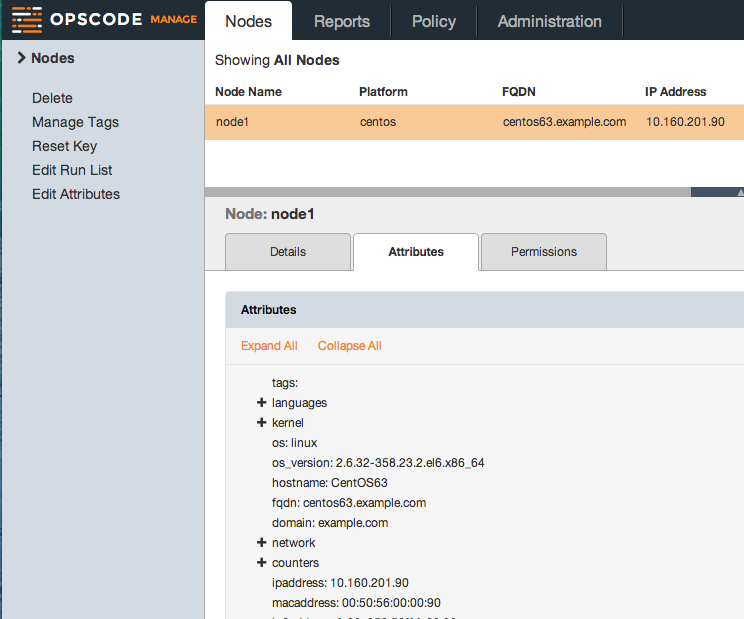 OPSCODE MANAGE
Nodes Reports Policy Administration
Nodes
Delete
Manage Tags
Reset Key
Edit Run List
Edit Attributes
Showing All Nodes
Node Name Platform FQDN IP Address
node1 centos centos63.example.com 10.160.201.90
Node: node1
Details Attributes Permissions
Attributes
Expand All Collapse All
tags:
languages
kernel
os: linux
os_version: 2.6.32-358.23.2.el6.x86_64
hostname: CentOS63
fqdn: centos63.example.com
domain: example.com
network
counters
ipaddress: 10.160.201.90
macaddress: 00:50:56:00:00:90